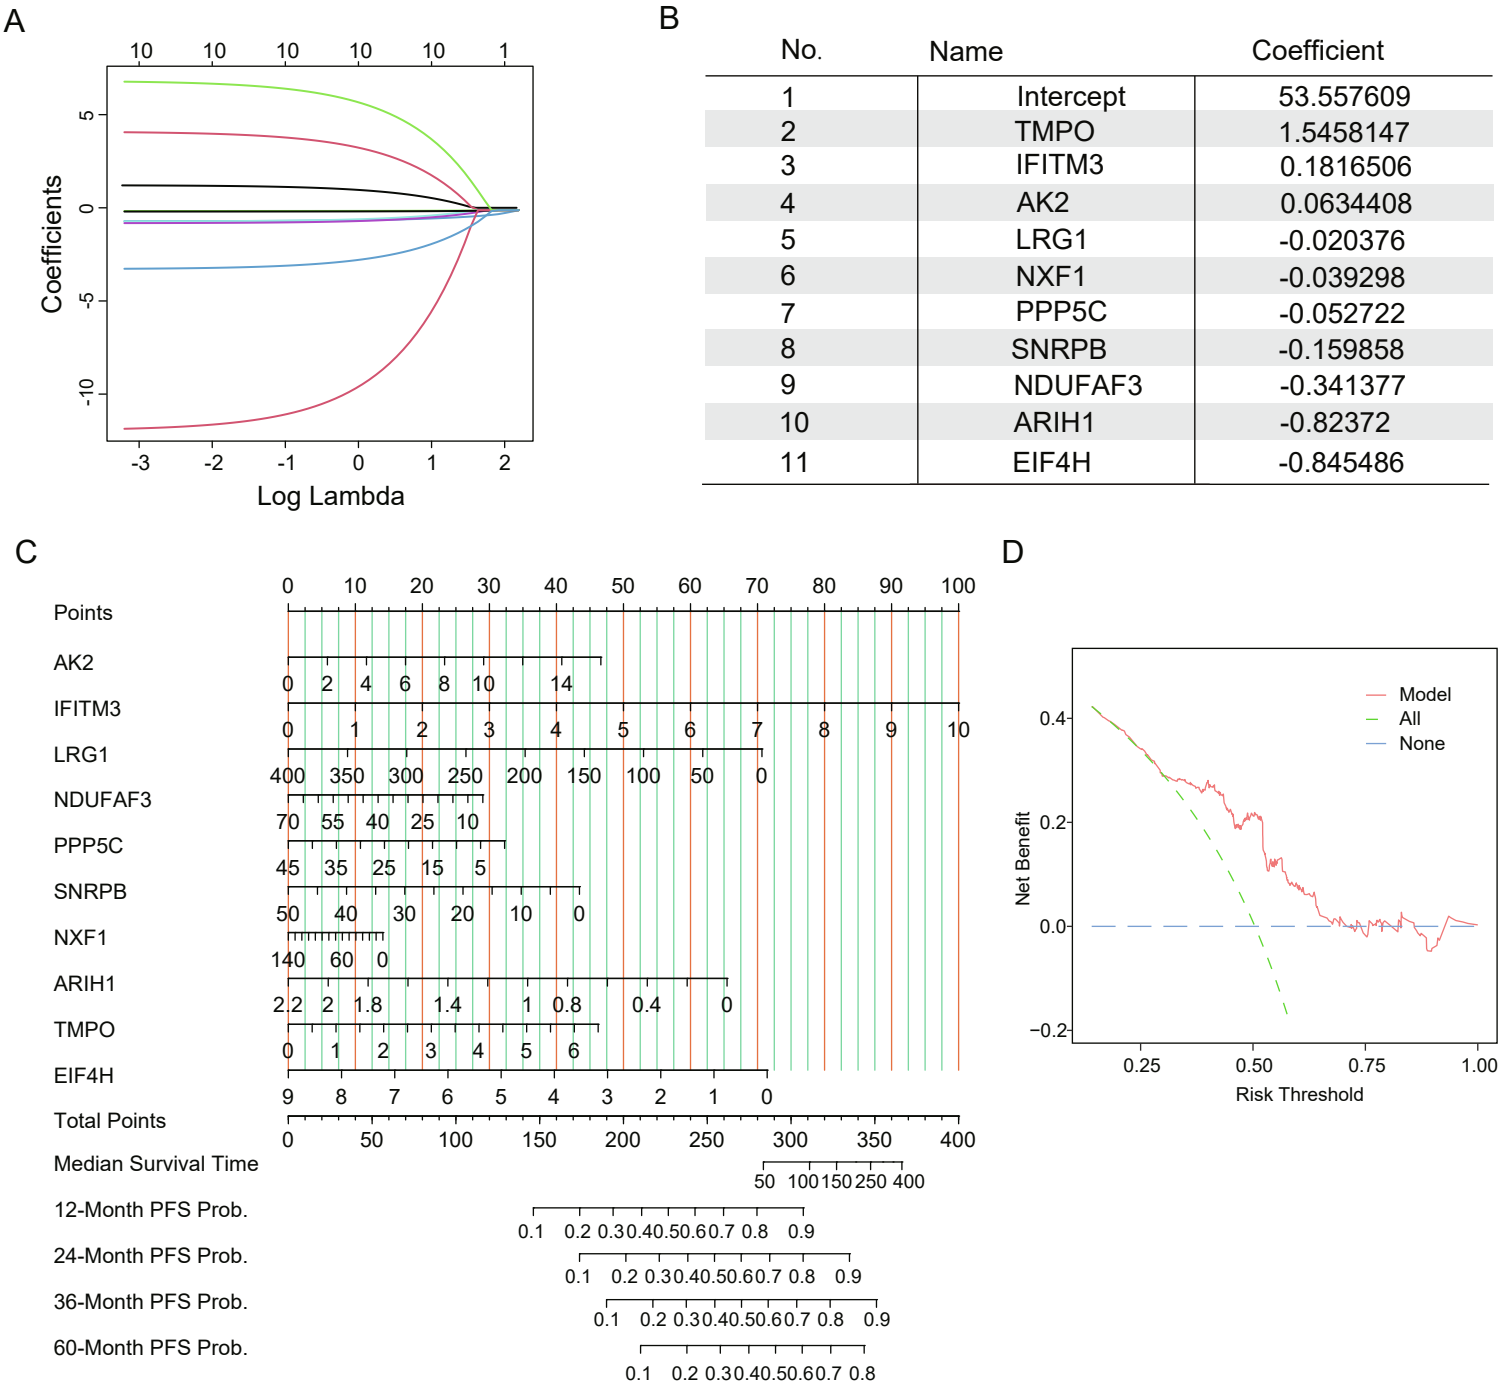 A
10 10 10 10 10 1
5
0
-5
-10
Coefficients
-3 -2 -1 0 1 2
Log Lambda
B
No. Name Coefficient
1 Intercept 53.557609
2 TMPO 1.5458147
3 IFITM3 0.1816506
4 AK2 0.0634408
5 LRG1 -0.020376
6 NXF1 -0.039298
7 PPP5C -0.052722
8 SNRPB -0.159858
9 NDUFAF3 -0.341377
10 ARIH1 -0.82372
11 EIF4H -0.845486
C
0 10 20 30 40 50 60 70 80 90 100
Points
AK2
0 2 4 6 8 10 14
IFITM3
0 1 2 3 4 5 6 7 8 9 10
LRG1
400 350 300 250 200 150 100 50 0
NDUFAF3
70 55 40 25 10
PPP5C
45 35 25 15 5
SNRPB
50 40 30 20 10 0
NXF1
140 60 0
ARIH1
2.2 2 1.8 1.4 1 0.8 0.4 0
TMPO
0 1 2 3 4 5 6
EIF4H
9 8 7 6 5 4 3 2 1 0
Total Points
0 50 100 150 200 250 300 350 400
Median Survival Time
50 100 150 250 400
12-Month PFS Prob.
0.1 0.2 0.3 0.4 0.5 0.6 0.7 0.8 0.9
24-Month PFS Prob.
0.1 0.2 0.3 0.4 0.5 0.6 0.7 0.8 0.9
36-Month PFS Prob.
0.1 0.2 0.3 0.4 0.5 0.6 0.7 0.8 0.9
60-Month PFS Prob.
0.1 0.2 0.3 0.4 0.5 0.6 0.7 0.8
D
Model
All
None
0.4
0.2
0.0
−0.2
Net Benefit
0.25 0.50 0.75 1.00
Risk Threshold